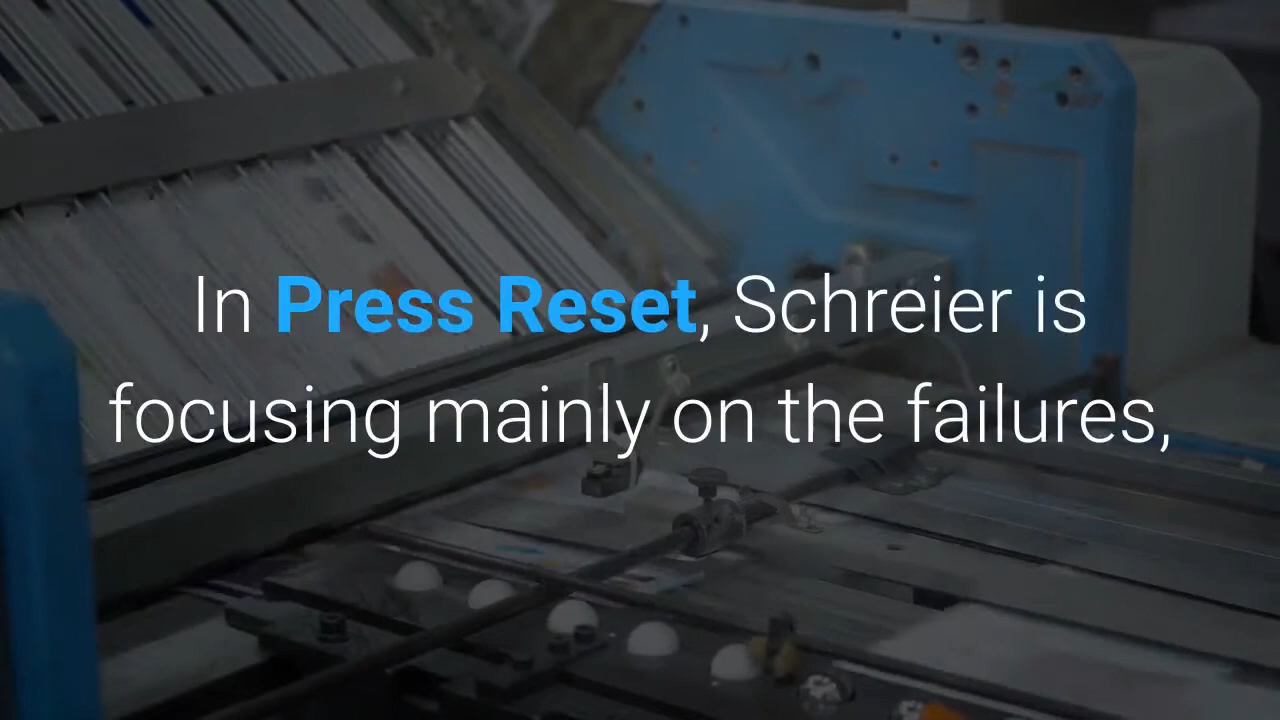 In Press Reset, Schreier is
focusing mainly on the failures,